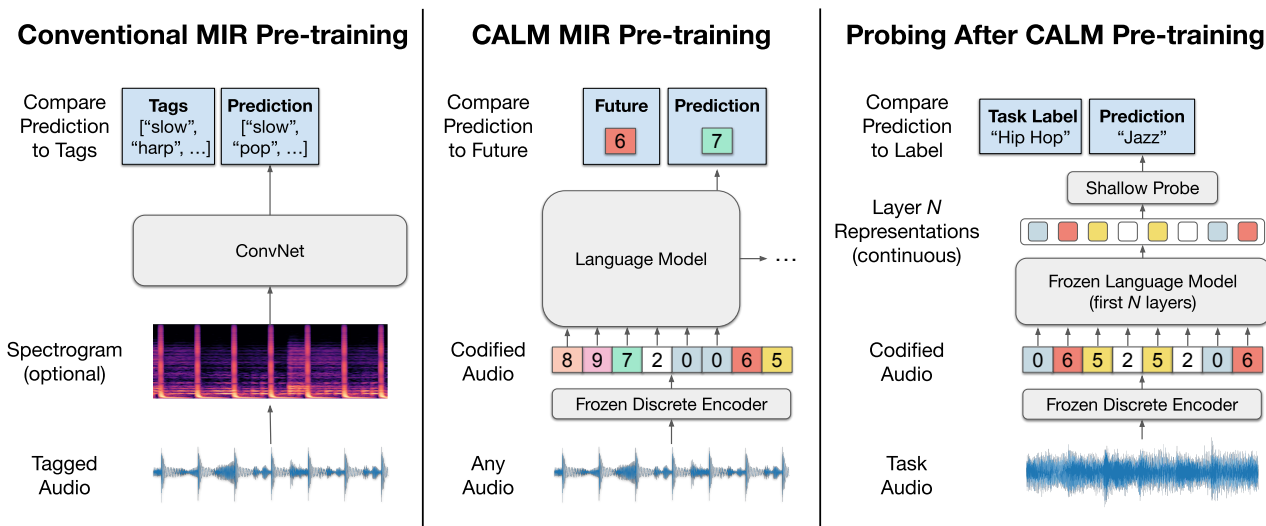 Conventional MIR Pre-training
Compare
Prediction
to Tags
Tags
[“slow”,
“harp”, …]
Prediction
[“slow”,
“pop”, …]
ConvNet
Spectrogram
(optional)
Tagged
Audio
CALM MIR Pre-training
Compare
Prediction
to Future
Future
6
Prediction
7
Language Model
...
Codified
Audio
8 9 7 2 0 0 6 5
Frozen Discrete Encoder
Any
Audio
Probing After CALM Pre-training
Compare
Prediction
to Label
Task Label
“Hip Hop”
Prediction
“Jazz”
Shallow Probe
Layer N
Representations
(continuous)
Frozen Language Model
(first N layers)
Codified
Audio
0 6 5 2 5 2 0 6
Frozen Discrete Encoder
Task
Audio